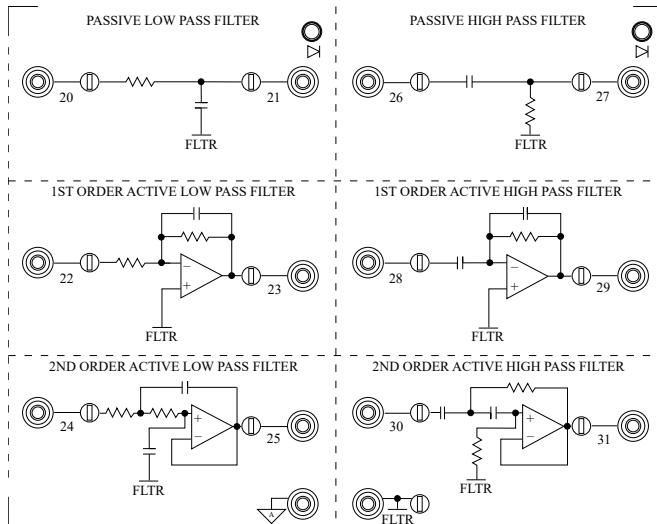 PASSIVE LOW PASS FILTER
20
21
FLTR
PASSIVE HIGH PASS FILTER
26
27
FLTR
1ST ORDER ACTIVE LOW PASS FILTER
22
−
+
23
FLTR
1ST ORDER ACTIVE HIGH PASS FILTER
28
−
+
29
FLTR
2ND ORDER ACTIVE LOW PASS FILTER
24
+
−
25
FLTR
A
2ND ORDER ACTIVE HIGH PASS FILTER
30
+
−
31
FLTR
FLTR